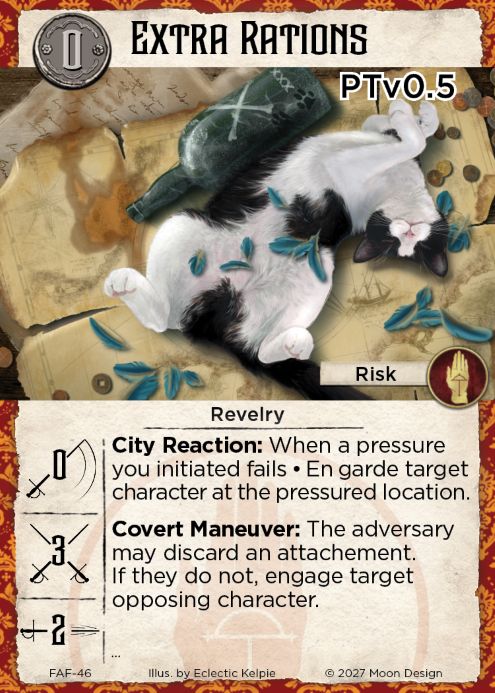 0
EXTRA RATIONS
PTv0.5
Risk
Revelry
0
City Reaction: When a pressure
you initiated fails • En garde target
character at the pressured location.
3
Covert Maneuver: The adversary
may discard an attachement.
If they do not, engage target
opposing character.
2
...
FAF-46 Illus. by Eclectic Kelpie © 2027 Moon Design